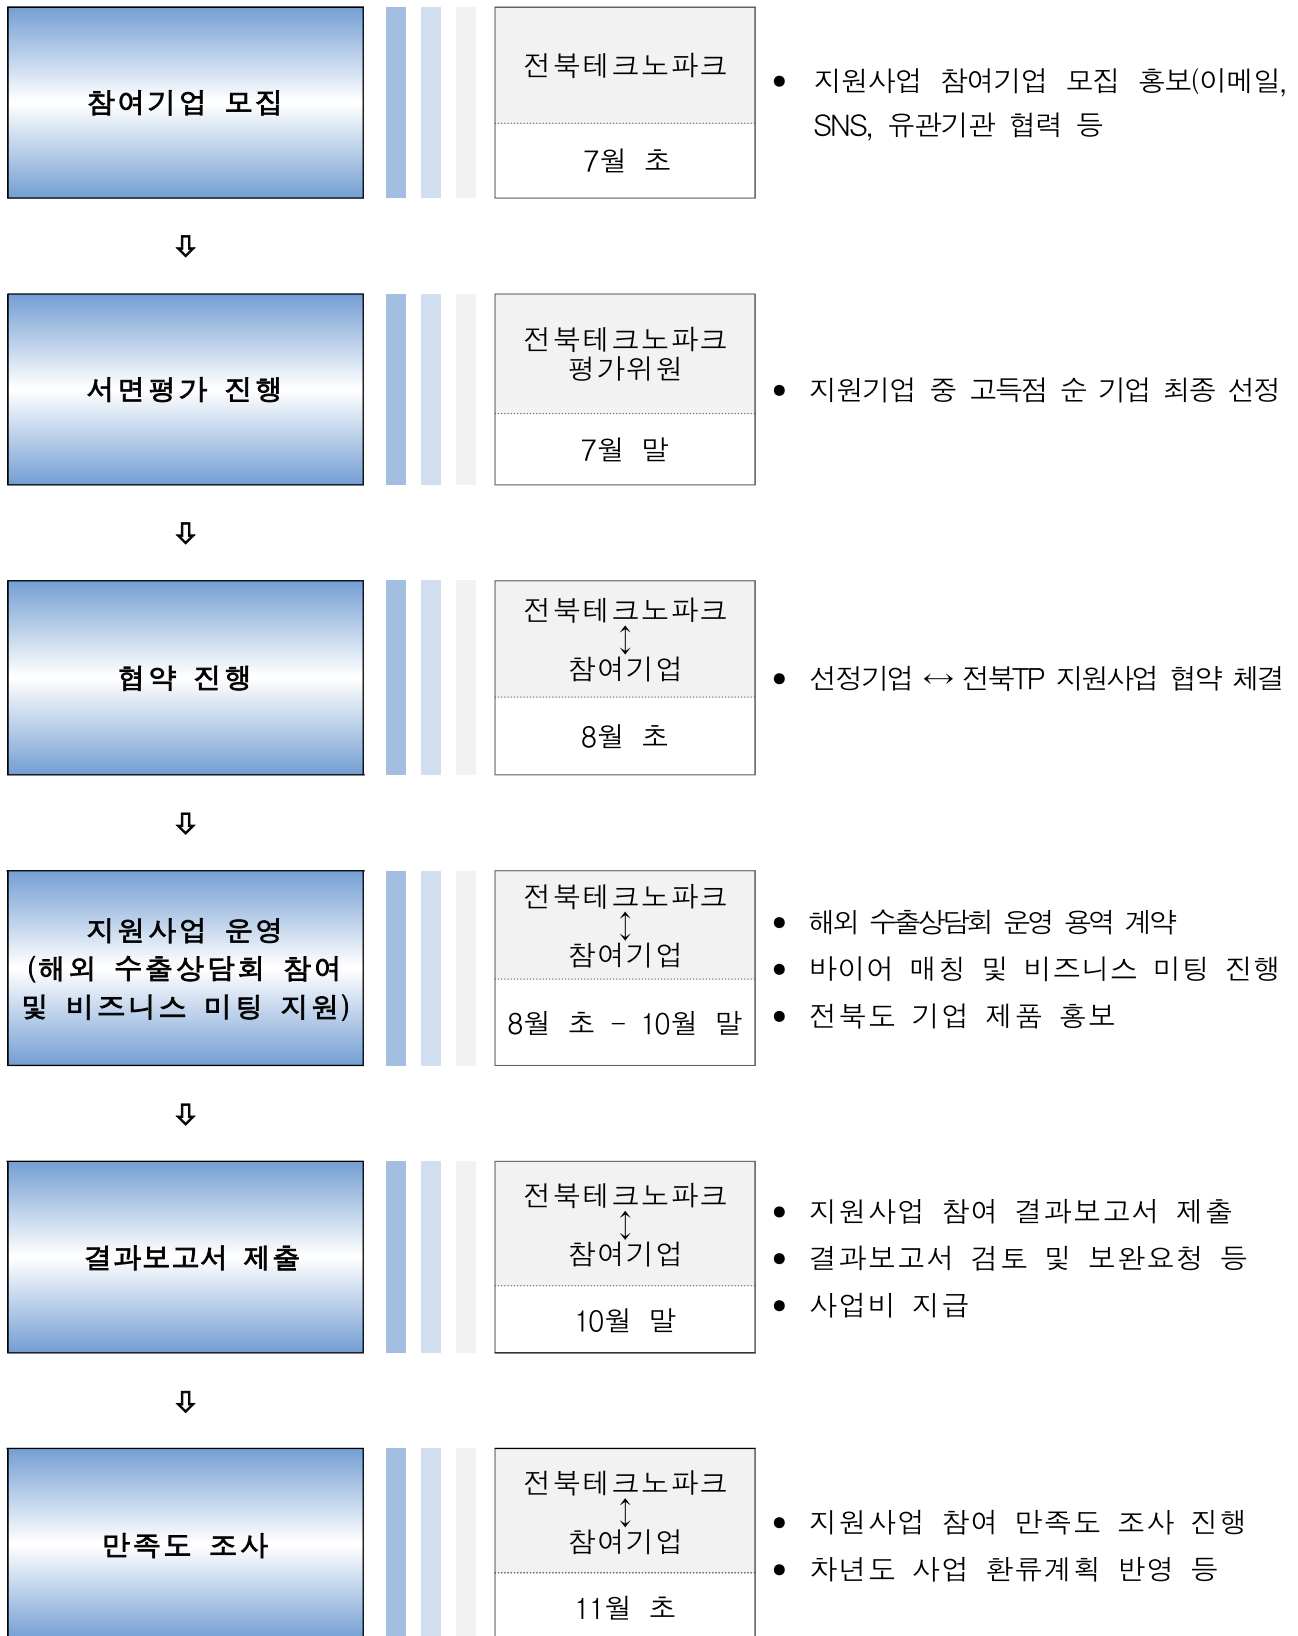 참여기업 모집
전북테크노파크
7월 초
● 지원사업 참여기업 모집 홍보(이메일,
SNS, 유관기관 협력 등
⇩
서면평가 진행
전북테크노파크
평가위원
7월 말
● 지원기업 중 고득점 순 기업 최종 선정
⇩
협약 진행
전북테크노파크
↕
참여기업
8월 초
● 선정기업 ↔ 전북TP 지원사업 협약 체결
⇩
지원사업 운영
(해외 수출상담회 참여
및 비즈니스 미팅 지원)
전북테크노파크
↕
참여기업
8월 초 - 10월 말
● 해외 수출상담회 운영 용역 계약
● 바이어 매칭 및 비즈니스 미팅 진행
● 전북도 기업 제품 홍보
⇩
결과보고서 제출
전북테크노파크
↕
참여기업
10월 말
● 지원사업 참여 결과보고서 제출
● 결과보고서 검토 및 보완요청 등
● 사업비 지급
⇩
만족도 조사
전북테크노파크
↕
참여기업
11월 초
● 지원사업 참여 만족도 조사 진행
● 차년도 사업 환류계획 반영 등